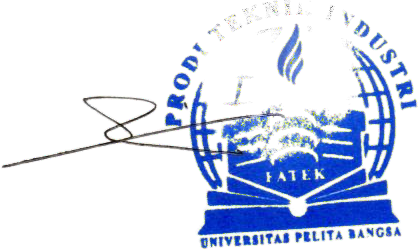 PRODI TEKNIK INDUSTRI
FATEK
UNIVERSITAS PELITA BANGSA